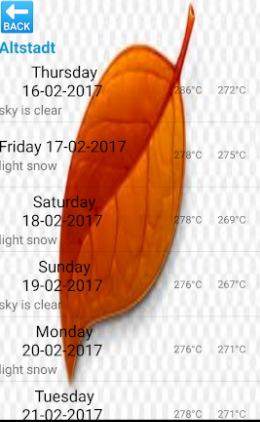 BACK
Altstadt
Thursday
16-02-2017 286°C 272°C
sky is clear
Friday 17-02-2017 278°C 275°C
light snow
Saturday
18-02-2017 278°C 269°C
light snow
Sunday
19-02-2017 276°C 267°C
sky is clear
Monday
20-02-2017 276°C 271°C
light snow
Tuesday
21-02-2017 278°C 271°C